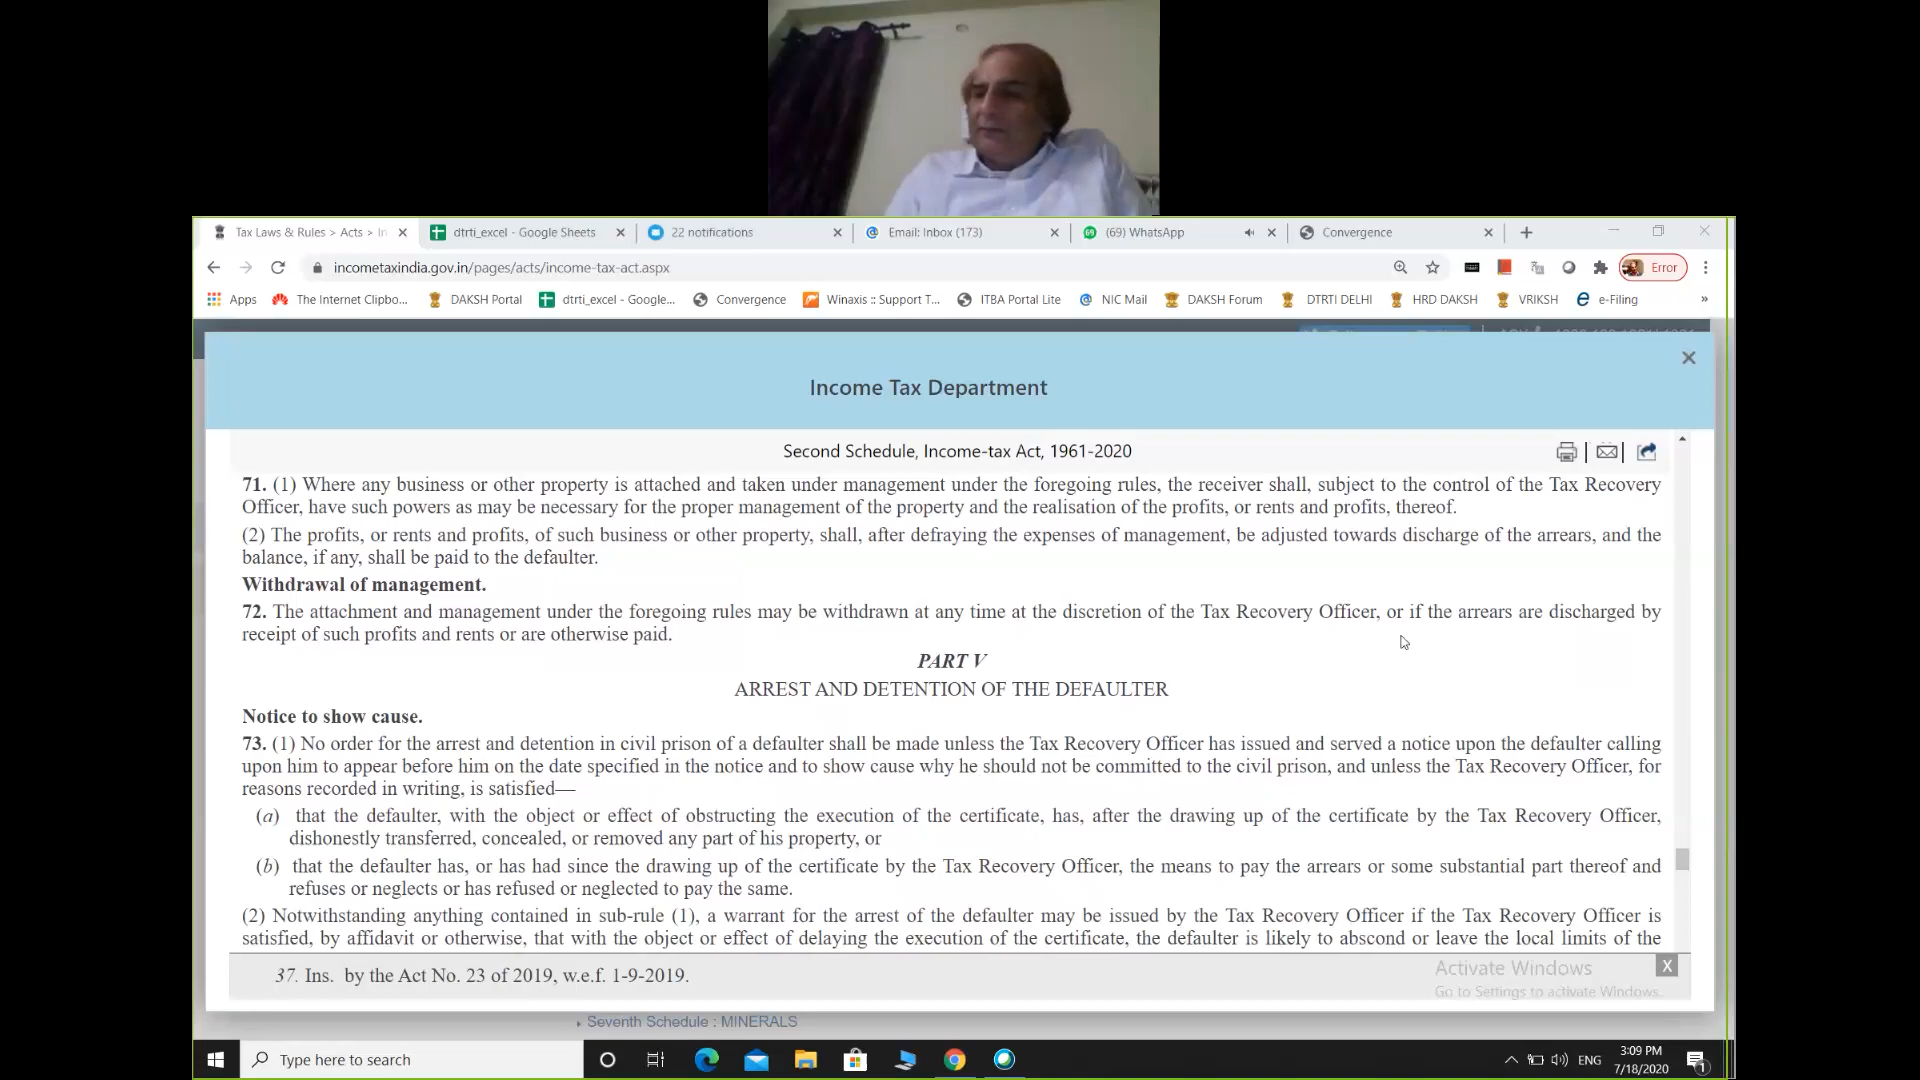 Tax Laws & Rules > Acts > In
dtrti_excel - Google Sheets
22 notifications
Email: Inbox (173)
(69) WhatsApp
Convergence
incometaxindia.gov.in/pages/acts/income-tax-act.aspx
Error
Apps
The Internet Clipbo...
DAKSH Portal
dtrti_excel - Google...
Convergence
Winaxis :: Support T...
ITBA Portal Lite
NIC Mail
DAKSH Forum
DTRTI DELHI
HRD DAKSH
VRIKSH
e-Filing
»
Income Tax Department
Second Schedule, Income-tax Act, 1961-2020
71. (1) Where any business or other property is attached and taken under management under the foregoing rules, the receiver shall, subject to the control of the Tax Recovery
Officer, have such powers as may be necessary for the proper management of the property and the realisation of the profits, or rents and profits, thereof.
(2) The profits, or rents and profits, of such business or other property, shall, after defraying the expenses of management, be adjusted towards discharge of the arrears, and the
balance, if any, shall be paid to the defaulter.
Withdrawal of management.
72. The attachment and management under the foregoing rules may be withdrawn at any time at the discretion of the Tax Recovery Officer, or if the arrears are discharged by
receipt of such profits and rents or are otherwise paid.
PART V
ARREST AND DETENTION OF THE DEFAULTER
Notice to show cause.
73. (1) No order for the arrest and detention in civil prison of a defaulter shall be made unless the Tax Recovery Officer has issued and served a notice upon the defaulter calling
upon him to appear before him on the date specified in the notice and to show cause why he should not be committed to the civil prison, and unless the Tax Recovery Officer, for
reasons recorded in writing, is satisfied—
(a) that the defaulter, with the object or effect of obstructing the execution of the certificate, has, after the drawing up of the certificate by the Tax Recovery Officer,
dishonestly transferred, concealed, or removed any part of his property, or
(b) that the defaulter has, or has had since the drawing up of the certificate by the Tax Recovery Officer, the means to pay the arrears or some substantial part thereof and
refuses or neglects or has refused or neglected to pay the same.
(2) Notwithstanding anything contained in sub-rule (1), a warrant for the arrest of the defaulter may be issued by the Tax Recovery Officer if the Tax Recovery Officer is
satisfied, by affidavit or otherwise, that with the object or effect of delaying the execution of the certificate, the defaulter is likely to abscond or leave the local limits of the
37. Ins. by the Act No. 23 of 2019, w.e.f. 1-9-2019.
X
Activate Windows
Go to Settings to activate Windows.
Seventh Schedule : MINERALS
Type here to search
ENG
3:09 PM
7/18/2020
1